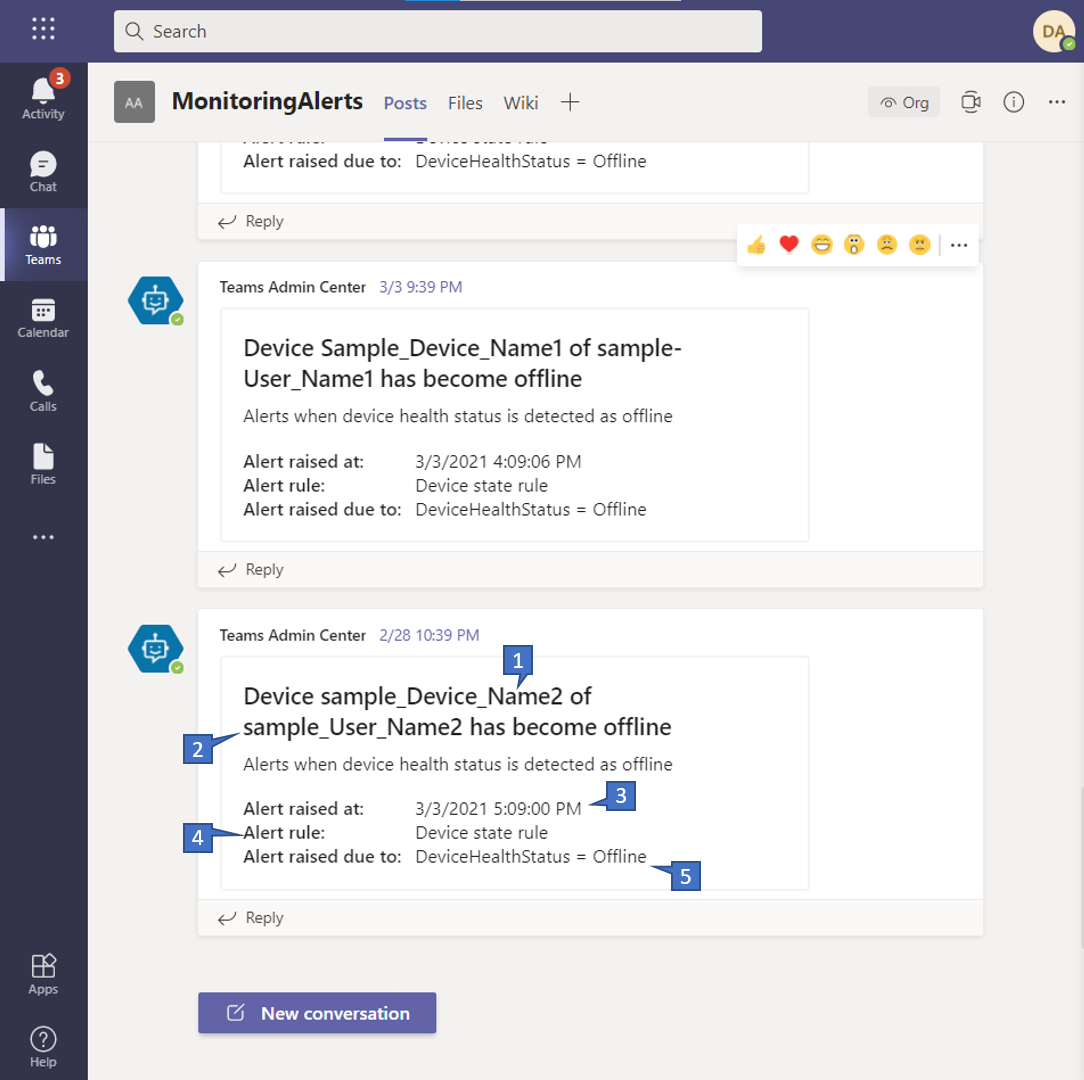 Search
DA
3
Activity
Chat
Teams
Calendar
Calls
Files
Apps
Help
AA
MonitoringAlerts Posts Files Wiki
Org
Alert raised due to: DeviceHealthStatus = Offline
Reply
Teams Admin Center 3/3 9:39 PM
Device Sample_Device_Name1 of sample-
User_Name1 has become offline
Alerts when device health status is detected as offline
Alert raised at: 3/3/2021 4:09:06 PM
Alert rule: Device state rule
Alert raised due to: DeviceHealthStatus = Offline
Reply
Teams Admin Center 2/28 10:39 PM
1
Device sample_Device_Name2 of
sample_User_Name2 has become offline
2
Alerts when device health status is detected as offline
Alert raised at: 3/3/2021 5:09:00 PM
3
Alert rule: Device state rule
4
Alert raised due to: DeviceHealthStatus = Offline
5
Reply
New conversation